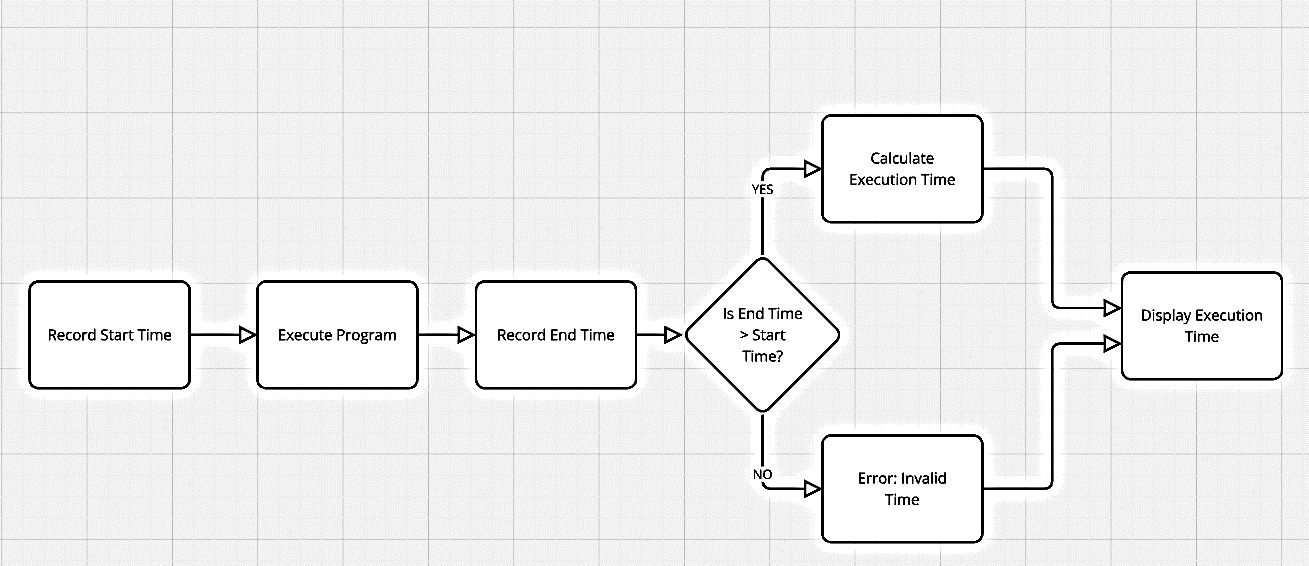 Record Start Time
Execute Program
Record End Time
Is End Time
> Start
Time?
YES
Calculate
Execution Time
NO
Error: Invalid
Time
Display Execution
Time